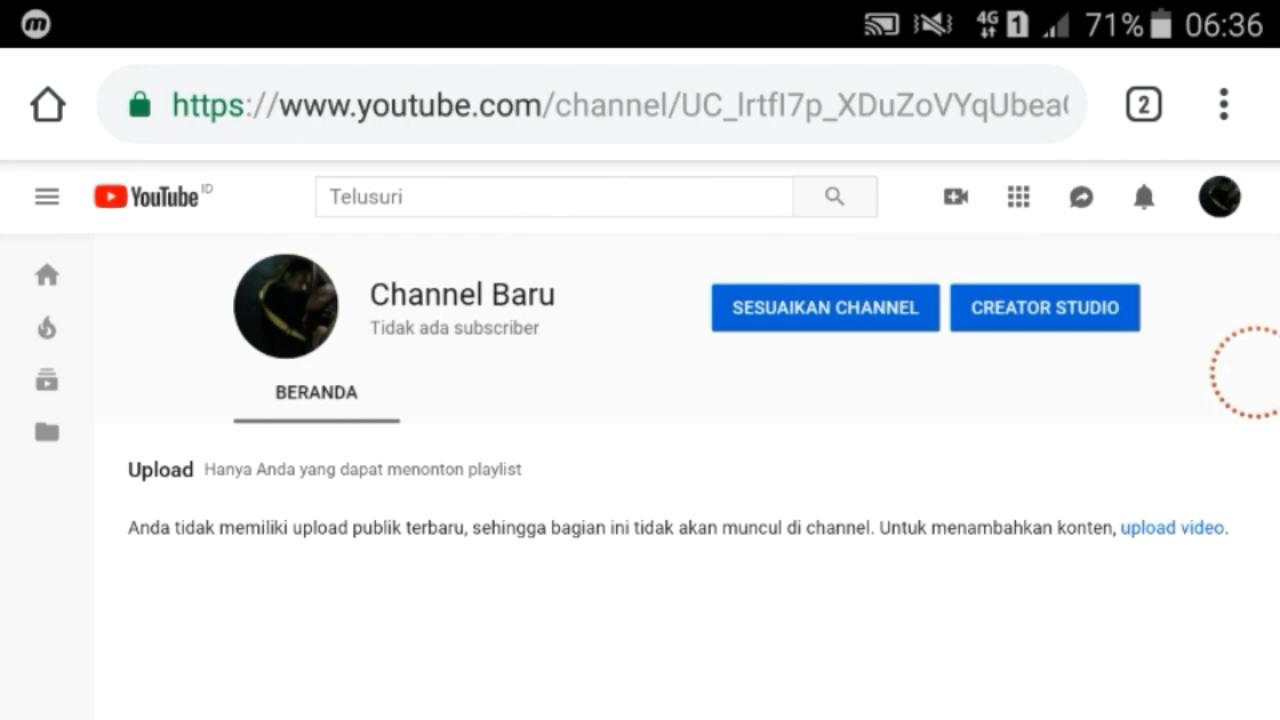 4G 1 71% 06:36
https://www.youtube.com/channel/UC_lrtfI7p_XDuZoVYqUbea
2
YouTube ID
Telusuri
Channel Baru
Tidak ada subscriber
SESUAIKAN CHANNEL
CREATOR STUDIO
BERANDA
Upload Hanya Anda yang dapat menonton playlist
Anda tidak memiliki upload publik terbaru, sehingga bagian ini tidak akan muncul di channel. Untuk menambahkan konten, upload video.